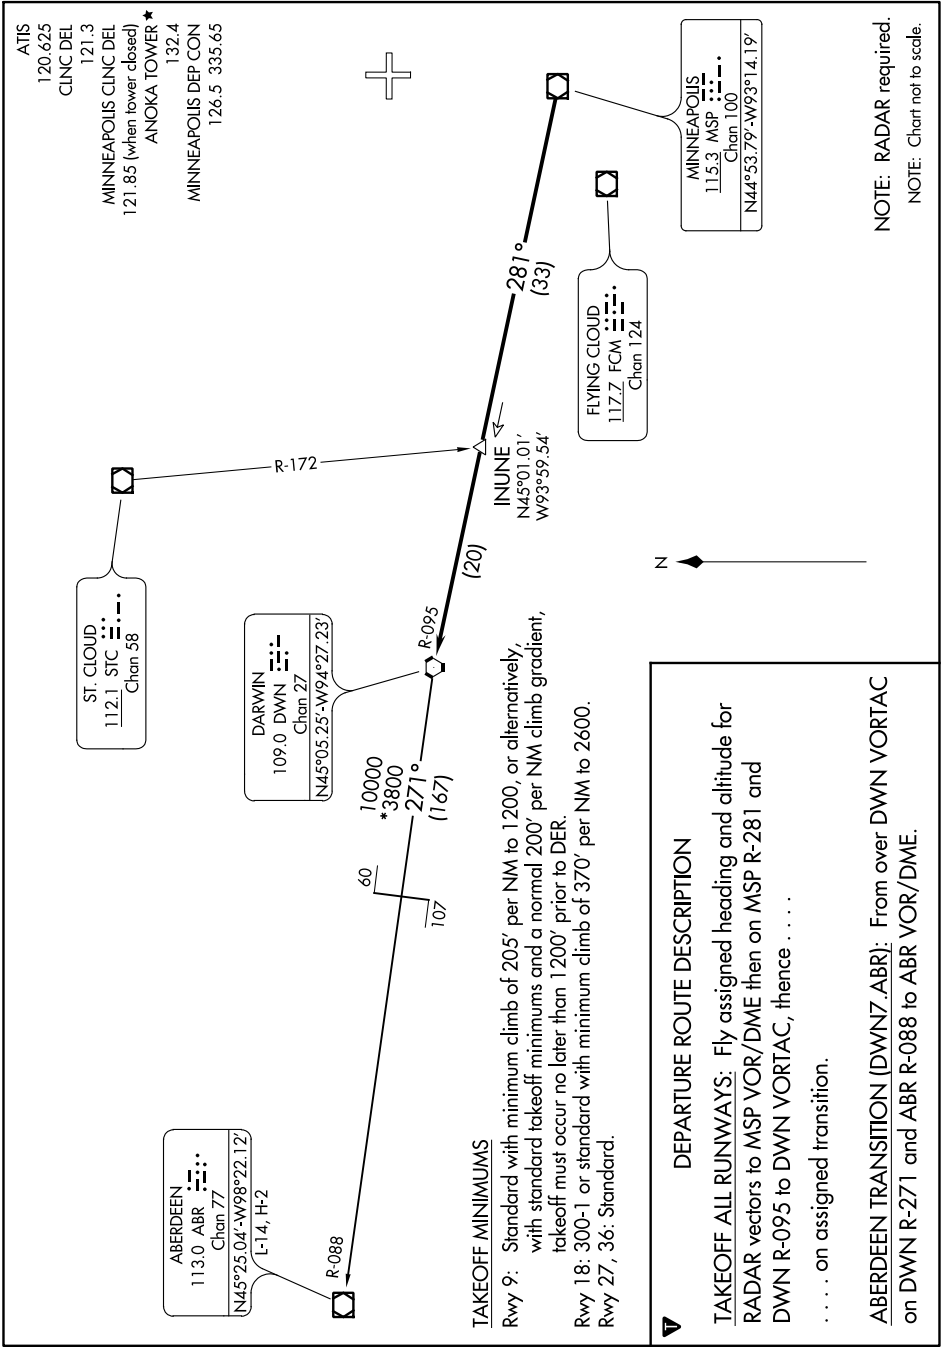 ATIS
120.625
CLNC DEL
121.3
MINNEAPOLIS CLNC DEL
121.85 (when tower closed)
ANOKA TOWER ★
132.4
MINNEAPOLIS DEP CON
126.5 335.65
ST. CLOUD
112.1 STC
Chan 58
R-172
DARWIN
109.0 DWN
Chan 27
N45°05.25'-W94°27.23'
ABERDEEN
113.0 ABR
Chan 77
N45°25.04'-W98°22.12'
L-14, H-2
R-088
60
107
10000
*3800
271°
(167)
R-095
(20)
INUNE
N45°01.01'
W93°59.54'
281°
(33)
FLYING CLOUD
117.7 FCM
Chan 124
MINNEAPOLIS
115.3 MSP
Chan 100
N44°53.79'-W93°14.19'
N
NOTE: RADAR required.
NOTE: Chart not to scale.
TAKEOFF MINIMUMS
Rwy 9: Standard with minimum climb of 205' per NM to 1200, or alternatively,
with standard takeoff minimums and a normal 200' per NM climb gradient,
takeoff must occur no later than 1200' prior to DER.
Rwy 18: 300-1 or standard with minimum climb of 370' per NM to 2600.
Rwy 27, 36: Standard.
T
DEPARTURE ROUTE DESCRIPTION
TAKEOFF ALL RUNWAYS: Fly assigned heading and altitude for
RADAR vectors to MSP VOR/DME then on MSP R-281 and
DWN R-095 to DWN VORTAC, thence . . . .
. . . . on assigned transition.
ABERDEEN TRANSITION (DWN7.ABR): From over DWN VORTAC
on DWN R-271 and ABR R-088 to ABR VOR/DME.